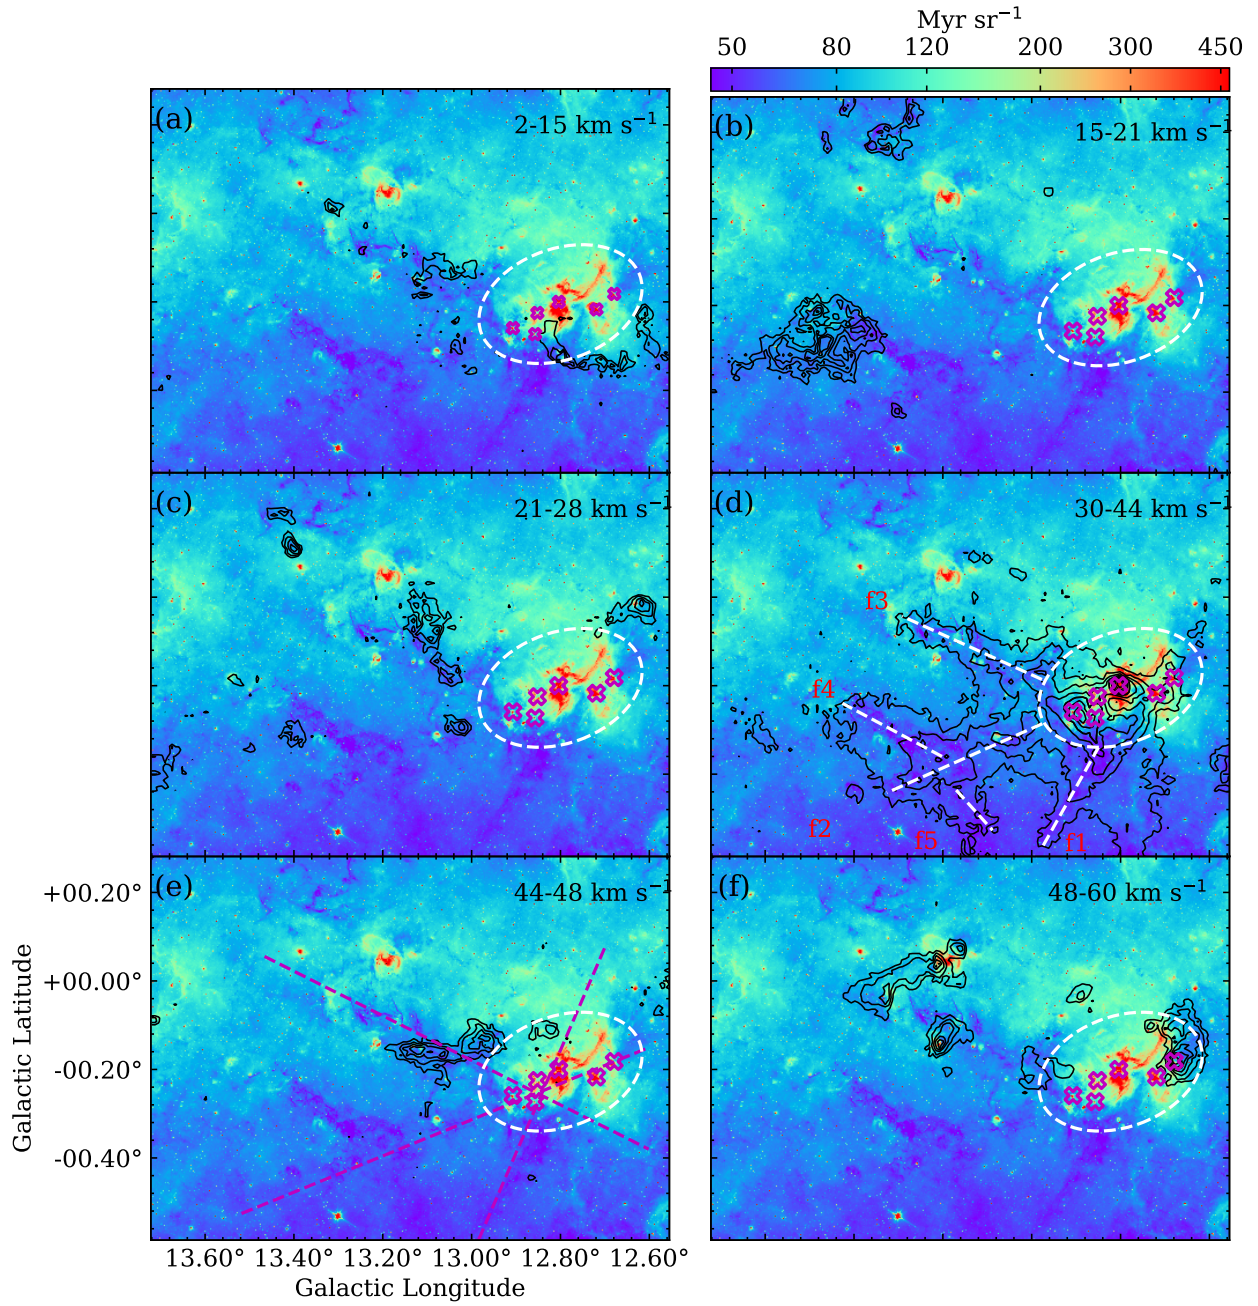 Myr sr⁻¹
50 80 120 200 300 450
(a) 2-15 km s⁻¹
(b) 15-21 km s⁻¹
(c) 21-28 km s⁻¹
(d) 30-44 km s⁻¹
f3
f4
f2
f5
f1
(e) 44-48 km s⁻¹
(f) 48-60 km s⁻¹
+00.20°
+00.00°
-00.20°
-00.40°
Galactic Latitude
13.60° 13.40° 13.20° 13.00° 12.80° 12.60°
Galactic Longitude